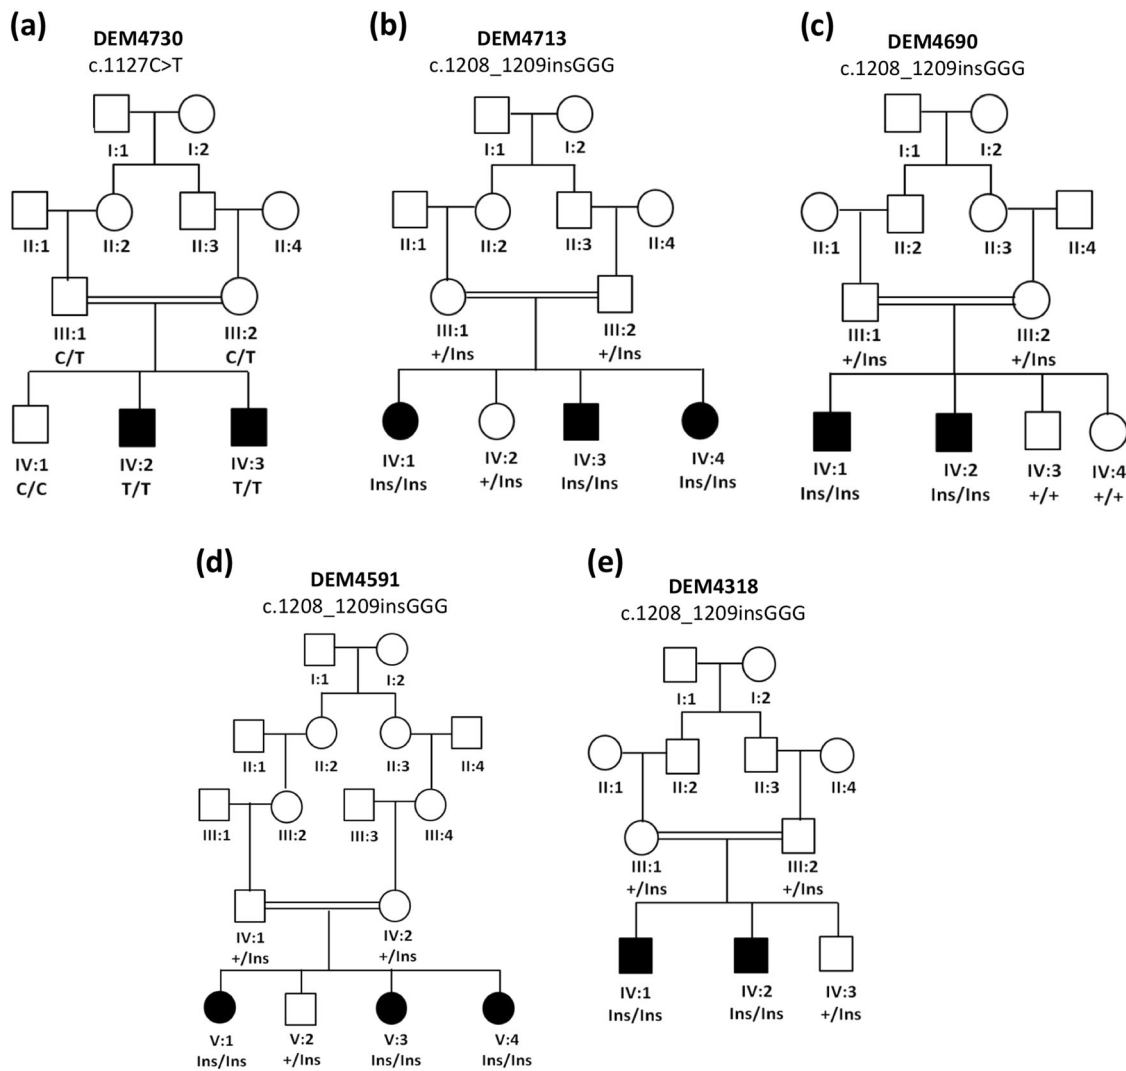 (a)
DEM4730
c.1127C>T
I:1 I:2
II:1 II:2 II:3 II:4
III:1 III:2
C/T C/T
IV:1 IV:2 IV:3
C/C T/T T/T
(b)
DEM4713
c.1208_1209insGGG
I:1 I:2
II:1 II:2 II:3 II:4
III:1 III:2
+/Ins +/Ins
IV:1 IV:2 IV:3 IV:4
Ins/Ins +/Ins Ins/Ins Ins/Ins
(c)
DEM4690
c.1208_1209insGGG
I:1 I:2
II:1 II:2 II:3 II:4
III:1 III:2
+/Ins +/Ins
IV:1 IV:2 IV:3 IV:4
Ins/Ins Ins/Ins +/+ +/+
(d)
DEM4591
c.1208_1209insGGG
I:1 I:2
II:1 II:2 II:3 II:4
III:1 III:2 III:3 III:4
IV:1 IV:2
+/Ins +/Ins
V:1 V:2 V:3 V:4
Ins/Ins +/Ins Ins/Ins Ins/Ins
(e)
DEM4318
c.1208_1209insGGG
I:1 I:2
II:1 II:2 II:3 II:4
III:1 III:2
+/Ins +/Ins
IV:1 IV:2 IV:3
Ins/Ins Ins/Ins +/Ins